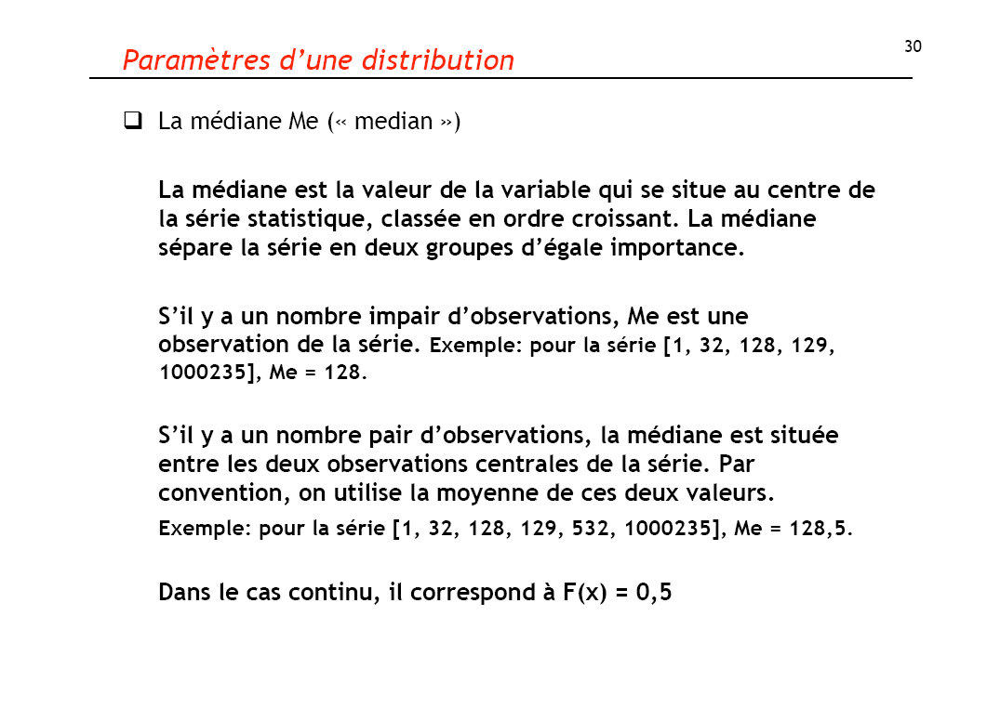 30
Paramètres d’une distribution
❑ La médiane Me (« median »)
La médiane est la valeur de la variable qui se situe au centre de
la série statistique, classée en ordre croissant. La médiane
sépare la série en deux groupes d’égale importance.
S’il y a un nombre impair d’observations, Me est une
observation de la série. Exemple: pour la série [1, 32, 128, 129,
1000235], Me = 128.
S’il y a un nombre pair d’observations, la médiane est située
entre les deux observations centrales de la série. Par
convention, on utilise la moyenne de ces deux valeurs.
Exemple: pour la série [1, 32, 128, 129, 532, 1000235], Me = 128,5.
Dans le cas continu, il correspond à F(x) = 0,5